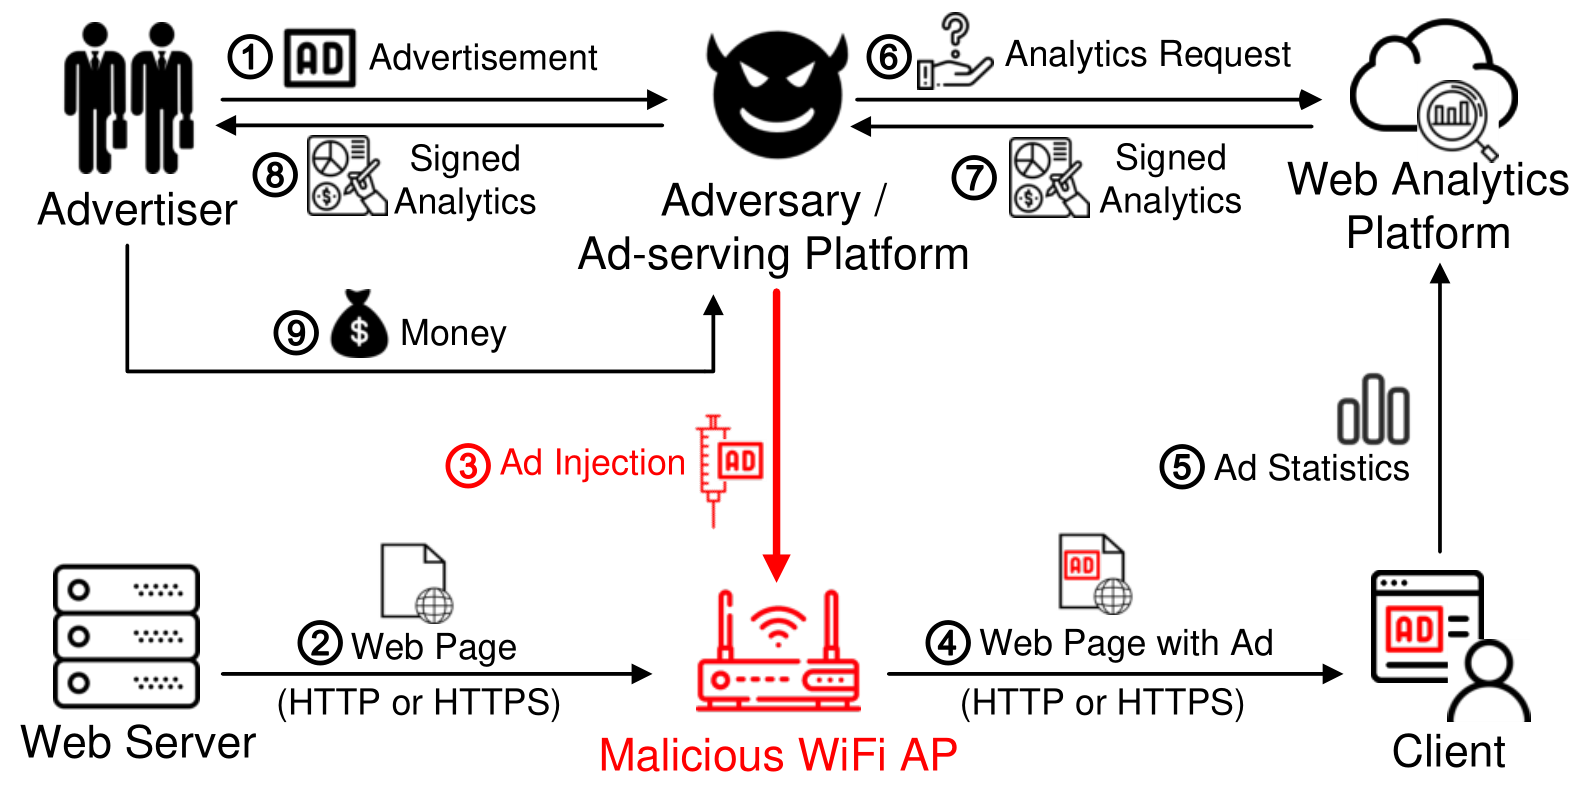 1 AD Advertisement
6 ? Analytics Request
8 $ Signed
Analytics
7 $ Signed
Analytics
Advertiser
Adversary /
Ad-serving Platform
Web Analytics
Platform
9 $ Money
3 Ad Injection AD
5 Ad Statistics
2 Web Page
(HTTP or HTTPS)
AD
4 Web Page with Ad
(HTTP or HTTPS)
AD
Web Server
Malicious WiFi AP
Client